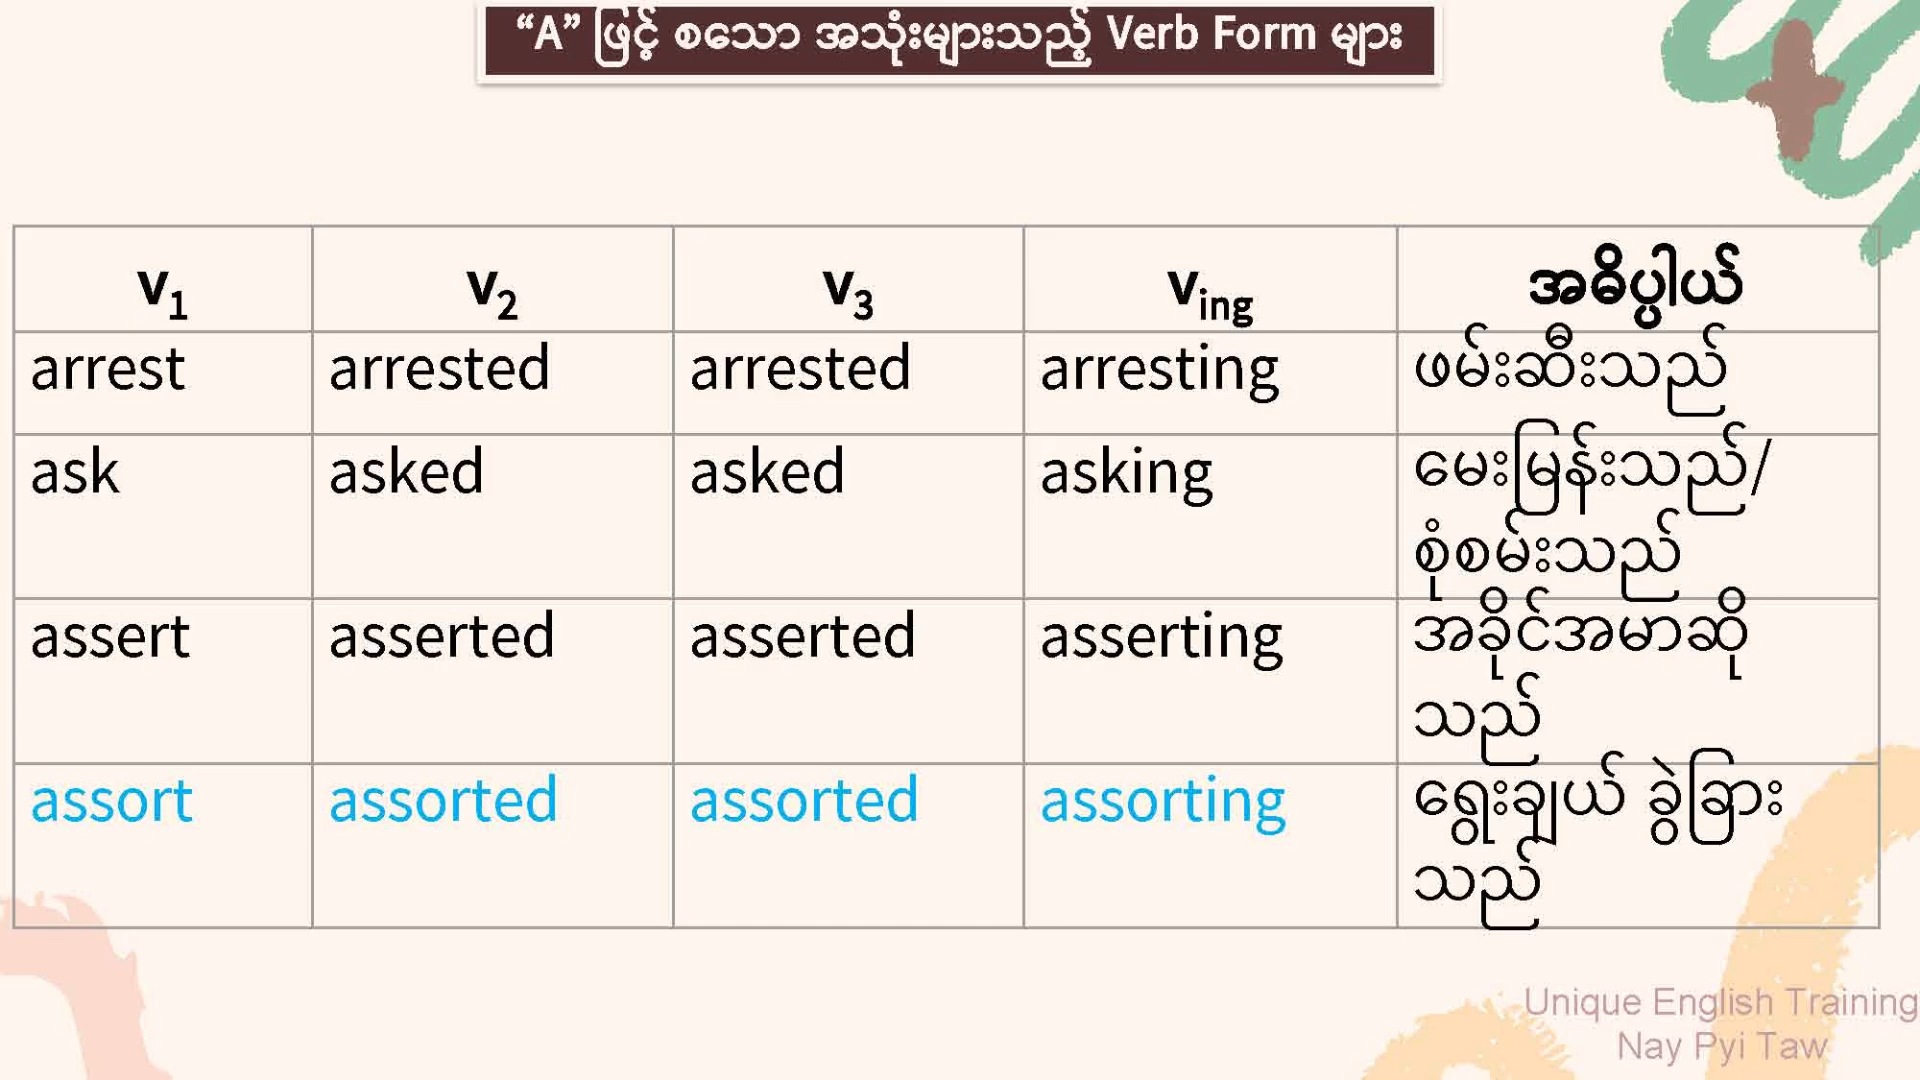 “A” ဖြင့် စသော အသုံးများသည့် Verb Form များ
v1 v2 v3 ving အဓိပ္ပါယ်
arrest arrested arrested arresting ဖမ်းဆီးသည်
ask asked asked asking မေးမြန်းသည်/
စုံစမ်းသည်
assert asserted asserted asserting အခိုင်အမာဆို
သည်
assort assorted assorted assorting ရွေးချယ် ခွဲခြား
သည်
Unique English Training
Nay Pyi Taw